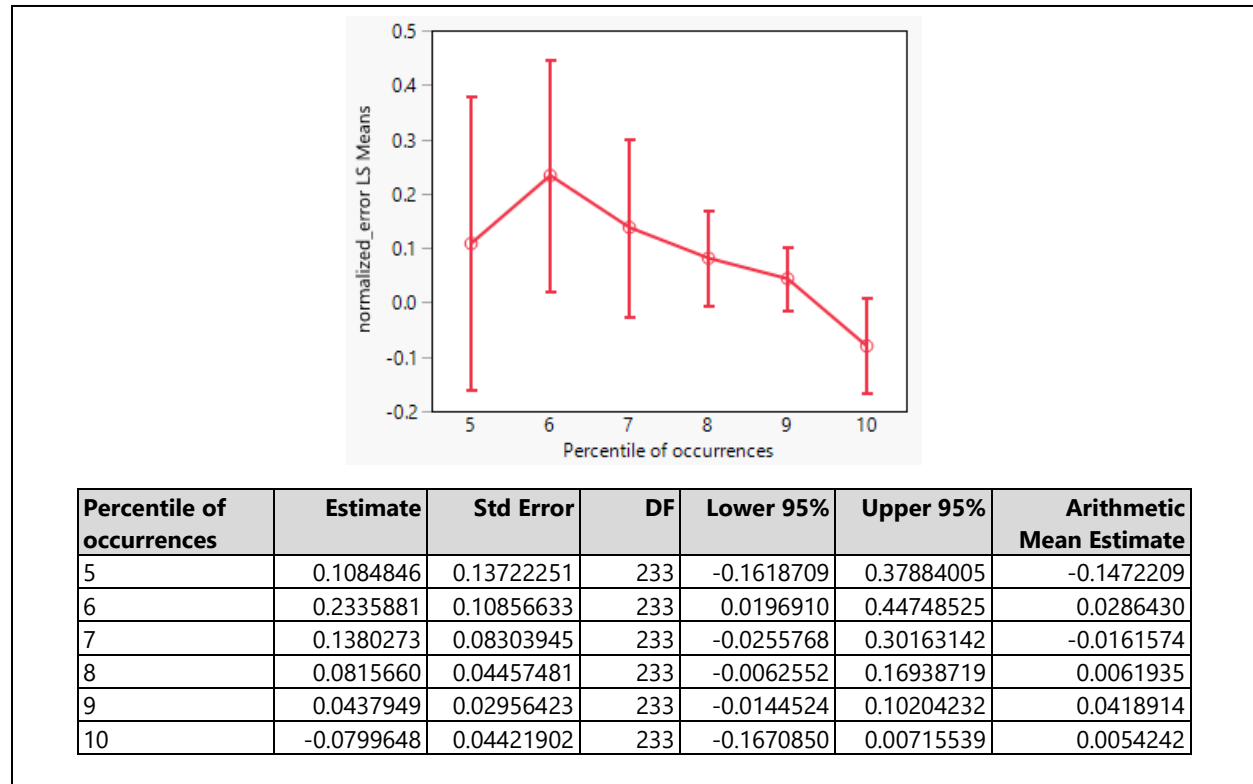 0.5
0.4
0.3
0.2
0.1
0.0
-0.1
-0.2
normalized_error LS Means
5 6 7 8 9 10
Percentile of occurrences
Percentile of occurrences Estimate Std Error DF Lower 95% Upper 95% Arithmetic Mean Estimate
5 0.1084846 0.13722251 233 -0.1618709 0.37884005 -0.1472209
6 0.2335881 0.10856633 233 0.0196910 0.44748525 0.0286430
7 0.1380273 0.08303945 233 -0.0255768 0.30163142 -0.0161574
8 0.0815660 0.04457481 233 -0.0062552 0.16938719 0.0061935
9 0.0437949 0.02956423 233 -0.0144524 0.10204232 0.0418914
10 -0.0799648 0.04421902 233 -0.1670850 0.00715539 0.0054242